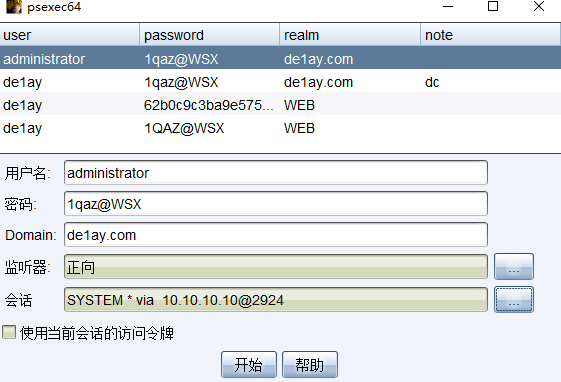 psexec64
user password realm note
administrator 1qaz@WSX de1ay.com
de1ay 1qaz@WSX de1ay.com dc
de1ay 62b0c9c3ba9e575... WEB
de1ay 1QAZ@WSX WEB
用户名: administrator
密码: 1qaz@WSX
Domain: de1ay.com
监听器: 正向 ...
会话 SYSTEM * via 10.10.10.10@2924 ...
使用当前会话的访问令牌
开始 帮助